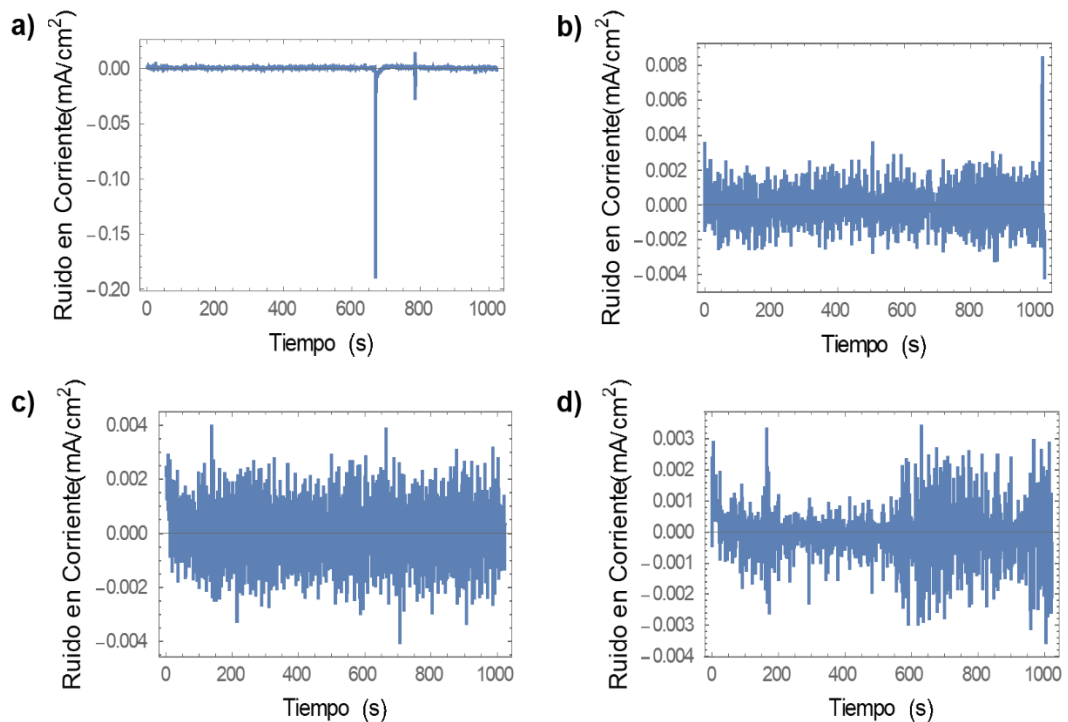 a)
Ruido en Corriente(mA/cm²)
0.00
−0.05
−0.10
−0.15
−0.20
0 200 400 600 800 1000
Tiempo (s)
b)
Ruido en Corriente(mA/cm²)
0.008
0.006
0.004
0.002
0.000
−0.002
−0.004
0 200 400 600 800 1000
Tiempo (s)
c)
Ruido en Corriente(mA/cm²)
0.004
0.002
0.000
−0.002
−0.004
0 200 400 600 800 1000
Tiempo (s)
d)
Ruido en Corriente(mA/cm²)
0.003
0.002
0.001
0.000
−0.001
−0.002
−0.003
−0.004
0 200 400 600 800 1000
Tiempo (s)